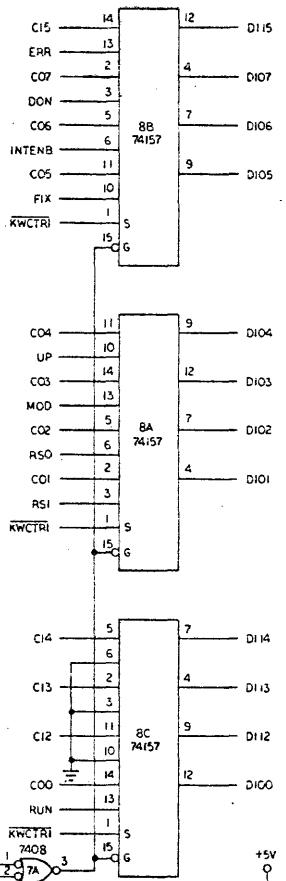 C15 14 12 D115
ERR 13
C07 2 4 D107
DON 3
C06 5 7 D106
INTENB 6 8B
C05 11 74157 9 D105
FIX 10
KWCTR1 1 S
15 G
C04 11 9 D104
UP 10
C03 14 12 D103
MOD 13 8A
C02 5 74157 7 D102
RS0 6
C01 2 4 D101
RS1 3
KWCTR1 1 S
15 G
C14 5 7 D114
6
C13 2 4 D113
3 8C
C12 11 74157 9 D112
10
C00 14 12 D100
RUN 13
KWCTR1 1 S
7408 15 G
1 2 7A 3
+5V